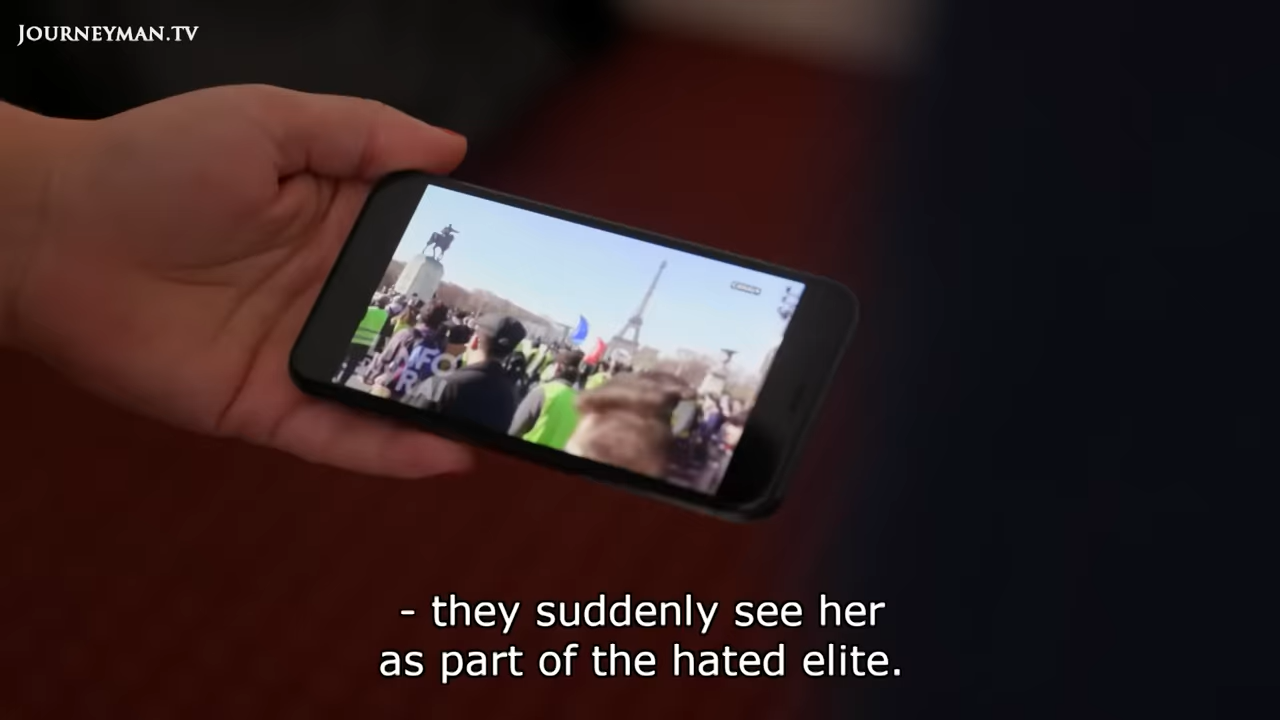 JOURNEYMAN.TV
- they suddenly see her
as part of the hated elite.